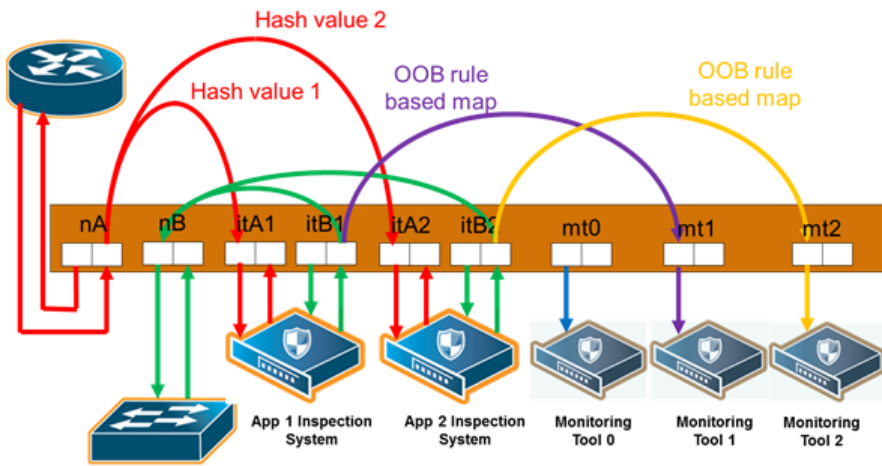 Hash value 2
Hash value 1
OOB rule
based map
OOB rule
based map
nA
nB
itA1
itB1
itA2
itB2
mt0
mt1
mt2
App 1 Inspection
System
App 2 Inspection
System
Monitoring
Tool 0
Monitoring
Tool 1
Monitoring
Tool 2